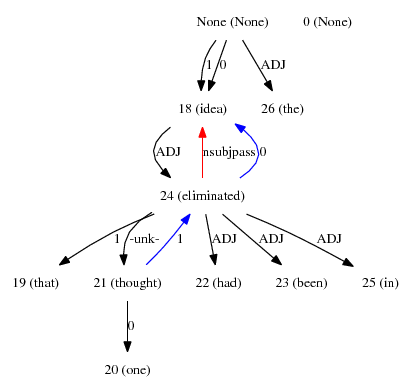 None (None) 0 (None)
1 0 ADJ
18 (idea) 26 (the)
ADJ nsubjpass 0
24 (eliminated)
1 -unk- 1 ADJ ADJ ADJ
19 (that) 21 (thought) 22 (had) 23 (been) 25 (in)
0
20 (one)